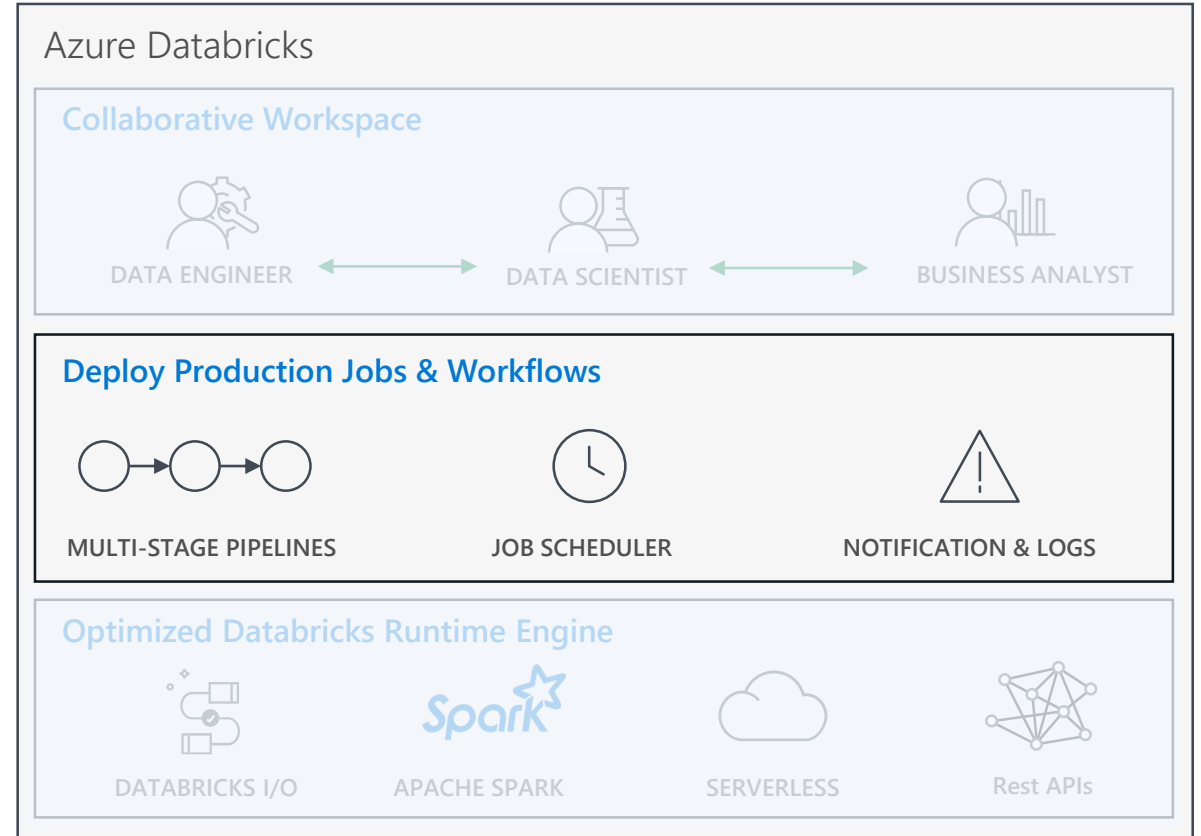 Azure Databricks
Collaborative Workspace
DATA ENGINEER
DATA SCIENTIST
BUSINESS ANALYST
Deploy Production Jobs & Workflows
MULTI-STAGE PIPELINES
JOB SCHEDULER
NOTIFICATION & LOGS
Optimized Databricks Runtime Engine
Spark
DATABRICKS I/O
APACHE SPARK
SERVERLESS
Rest APIs